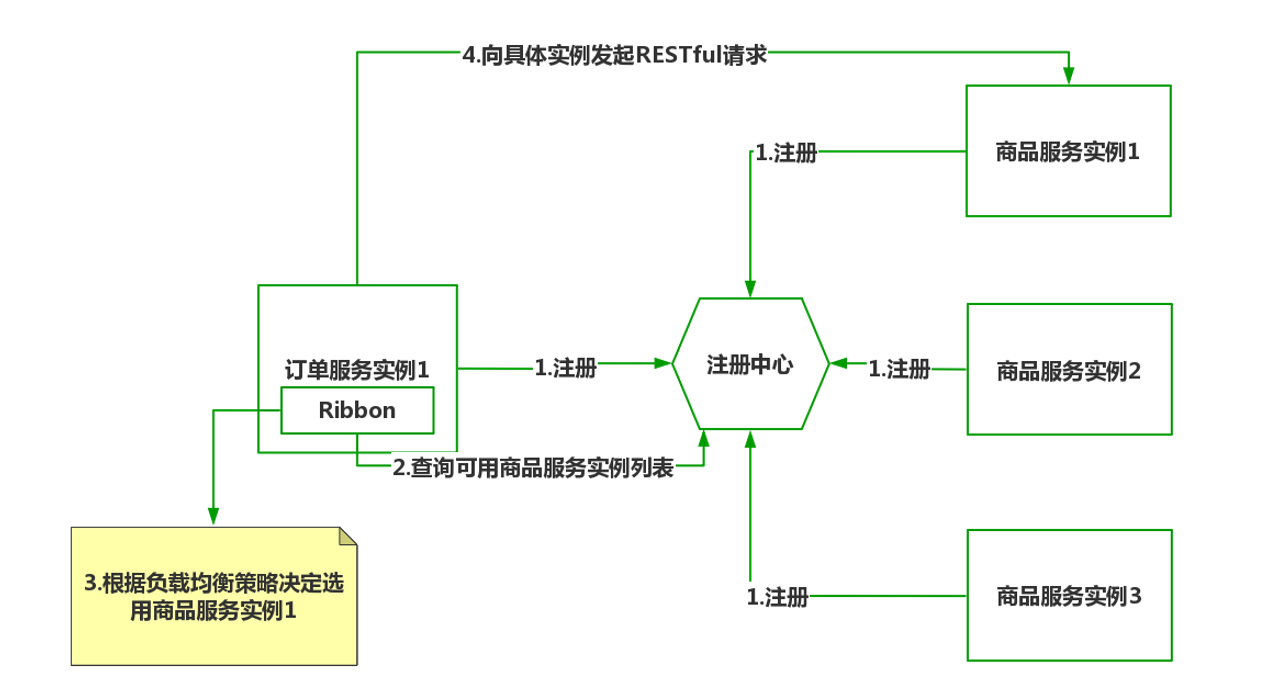 4.向具体实例发起RESTful请求
1.注册
商品服务实例1
订单服务实例1
Ribbon
1.注册
注册中心
1.注册
商品服务实例2
2.查询可用商品服务实例列表
3.根据负载均衡策略决定选
用商品服务实例1
1.注册
商品服务实例3